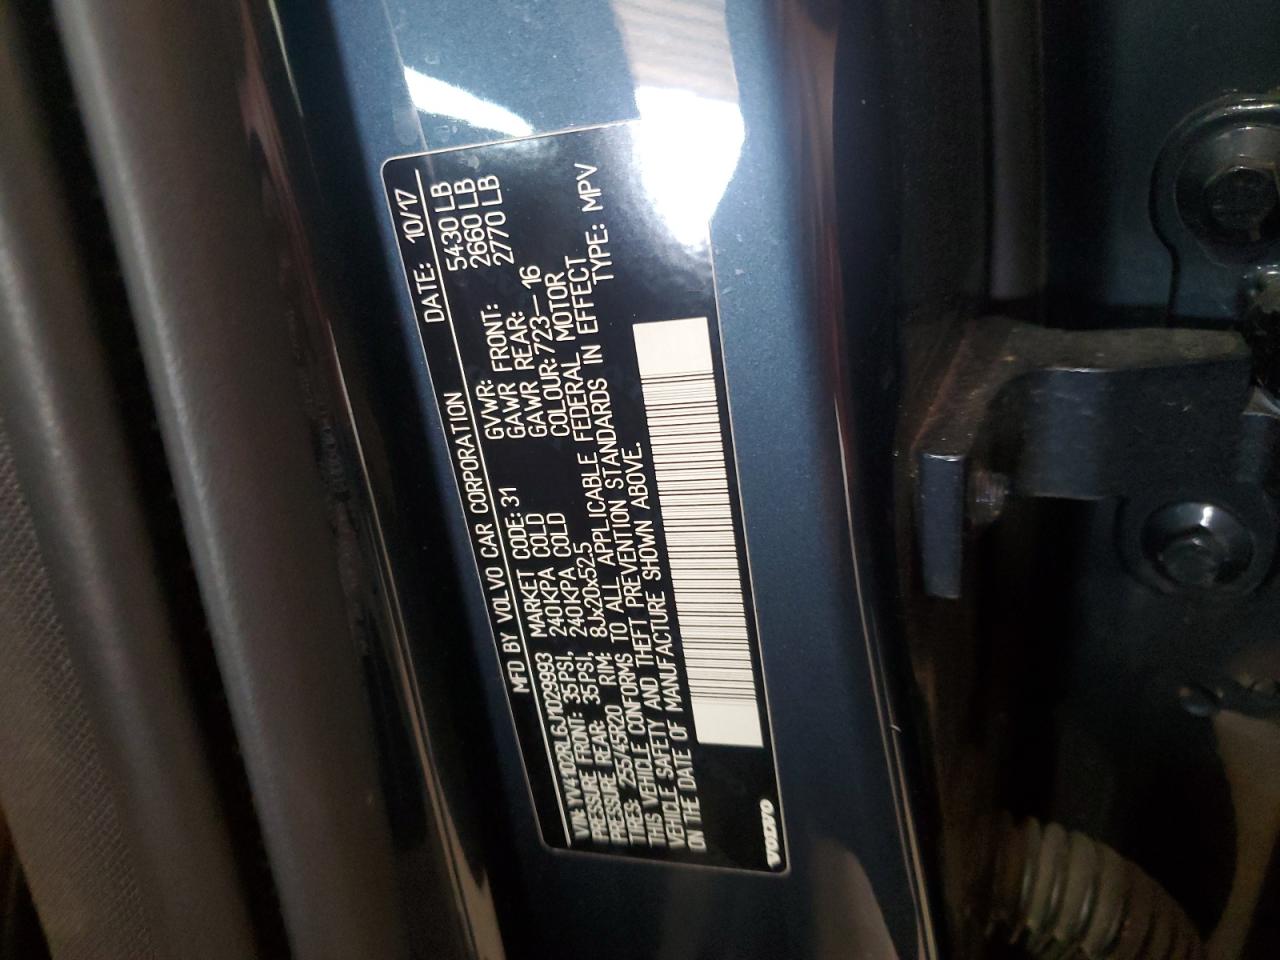 MFD BY VOLVO CAR CORPORATION DATE: 10/17
VIN: YV4102RL6J1029993 MARKET CODE: 31 GVWR: 5430 LB
PRESSURE FRONT: 35PSI, 240KPA COLD GAWR FRONT: 2660 LB
PRESSURE REAR: 35PSI, 240KPA COLD GAWR REAR: 2770 LB
TIRES: 255/45R20 RIM: 8Jx20x52.5 COLOUR: 723— 16
THIS VEHICLE CONFORMS TO ALL APPLICABLE FEDERAL MOTOR
VEHICLE SAFETY AND THEFT PREVENTION STANDARDS IN EFFECT
ON THE DATE OF MANUFACTURE SHOWN ABOVE. TYPE: MPV
VOLVO